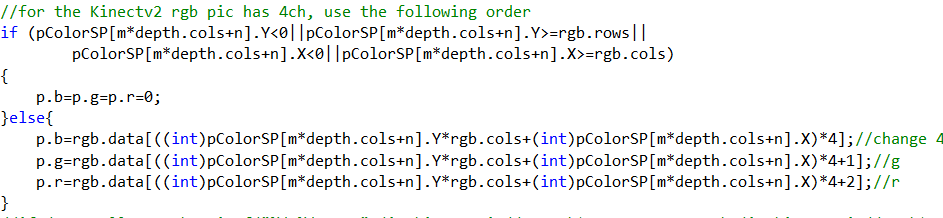 //for the Kinectv2 rgb pic has 4ch, use the following order
if (pColorSP[m*depth.cols+n].Y<0||pColorSP[m*depth.cols+n].Y>=rgb.rows||
pColorSP[m*depth.cols+n].X<0||pColorSP[m*depth.cols+n].X>=rgb.cols)
{
p.b=p.g=p.r=0;
}else{
p.b=rgb.data[((int)pColorSP[m*depth.cols+n].Y*rgb.cols+(int)pColorSP[m*depth.cols+n].X)*4];//change 4
p.g=rgb.data[((int)pColorSP[m*depth.cols+n].Y*rgb.cols+(int)pColorSP[m*depth.cols+n].X)*4+1];//g
p.r=rgb.data[((int)pColorSP[m*depth.cols+n].Y*rgb.cols+(int)pColorSP[m*depth.cols+n].X)*4+2];//r
}